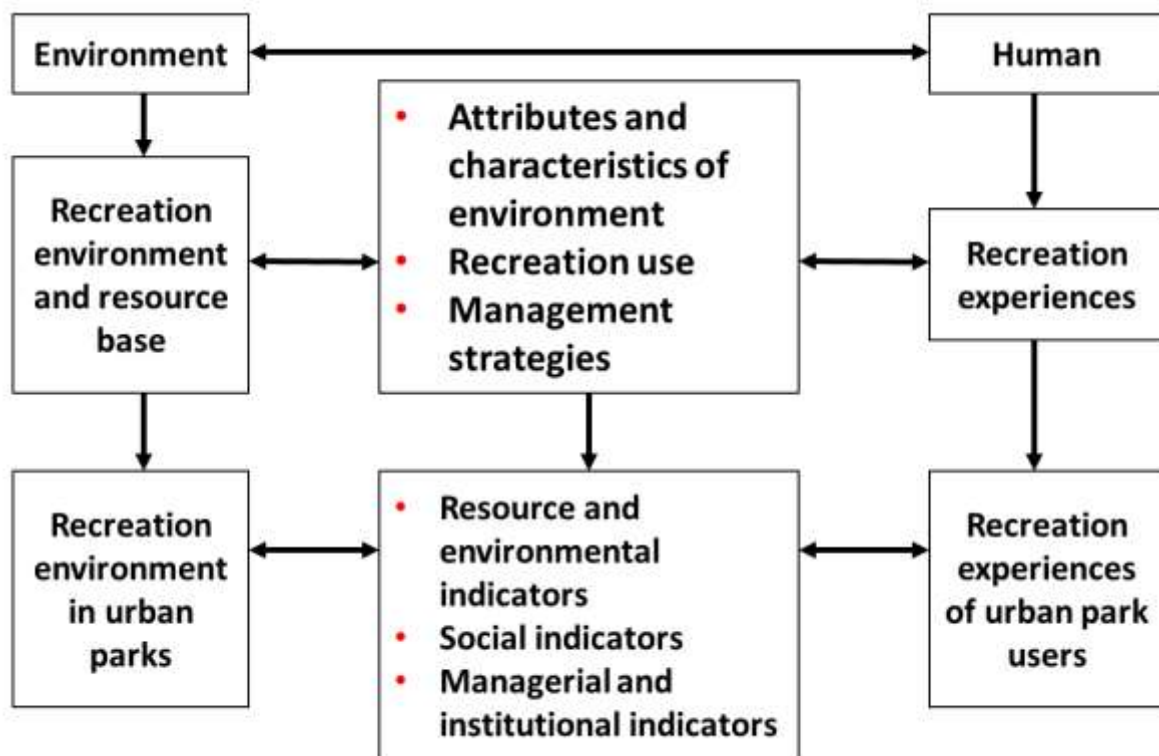 Environment
Human
• Attributes and
characteristics of
environment
• Recreation use
• Management
strategies
Recreation
environment
and resource
base
Recreation
experiences
Recreation
environment
in urban
parks
• Resource and
environmental
indicators
• Social indicators
• Managerial and
institutional indicators
Recreation
experiences
of urban park
users